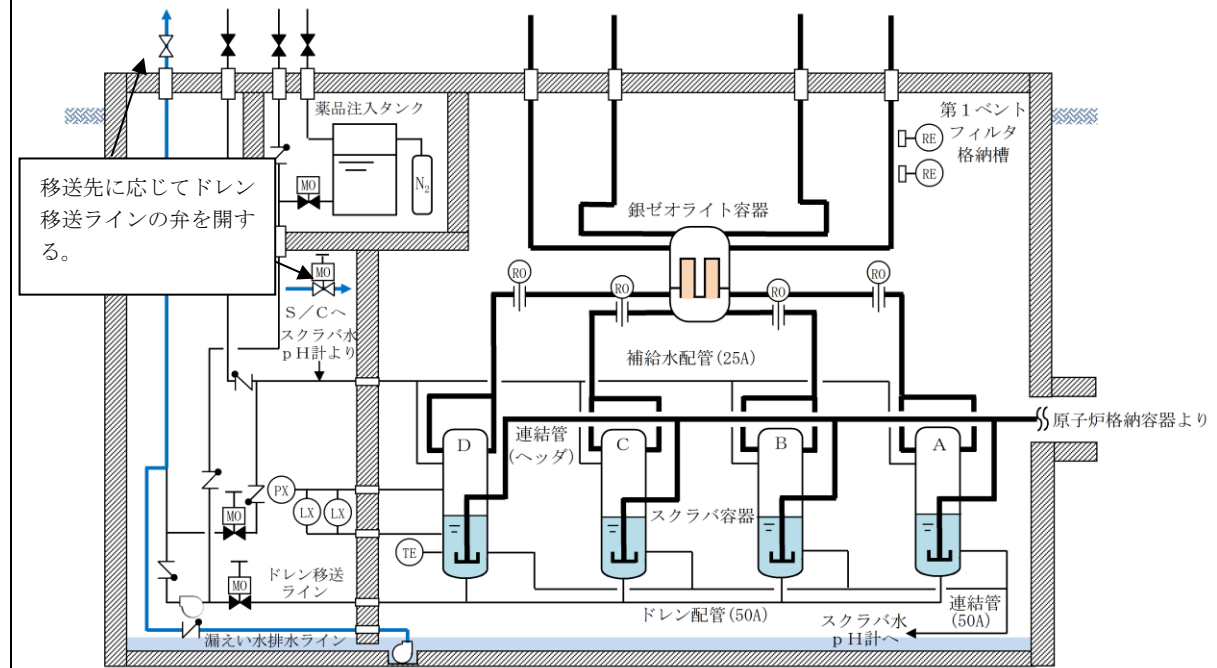 薬品注入タンク
N₂
MO
第1ベント
フィルタ
格納槽
RE
RE
移送先に応じてドレン
移送ラインの弁を開す
る。
銀ゼオライト容器
MO
S/Cへ
スクラバ水
pH計より
RO
RO
RO
RO
補給水配管(25A)
原子炉格納容器より
連結管
(ヘッダ)
D
C
B
A
スクラバ容器
PX
LX
LX
MO
TE
ドレン移送
ライン
MO
ドレン配管(50A)
連結管
(50A)
スクラバ水
pH計へ
漏えい水排水ライン